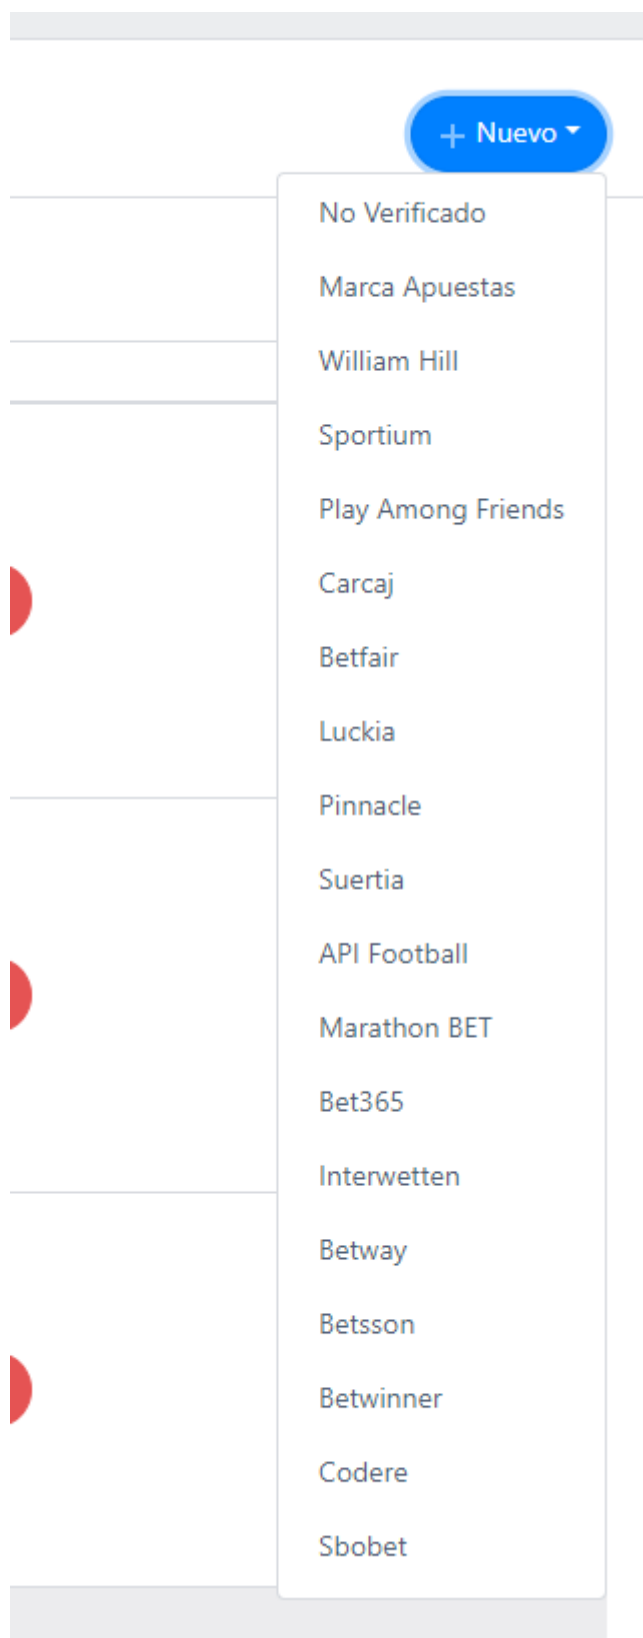 + Nuevo
No Verificado
Marca Apuestas
William Hill
Sportium
Play Among Friends
Carcaj
Betfair
Luckia
Pinnacle
Suertia
API Football
Marathon BET
Bet365
Interwetten
Betway
Betsson
Betwinner
Codere
Sbobet